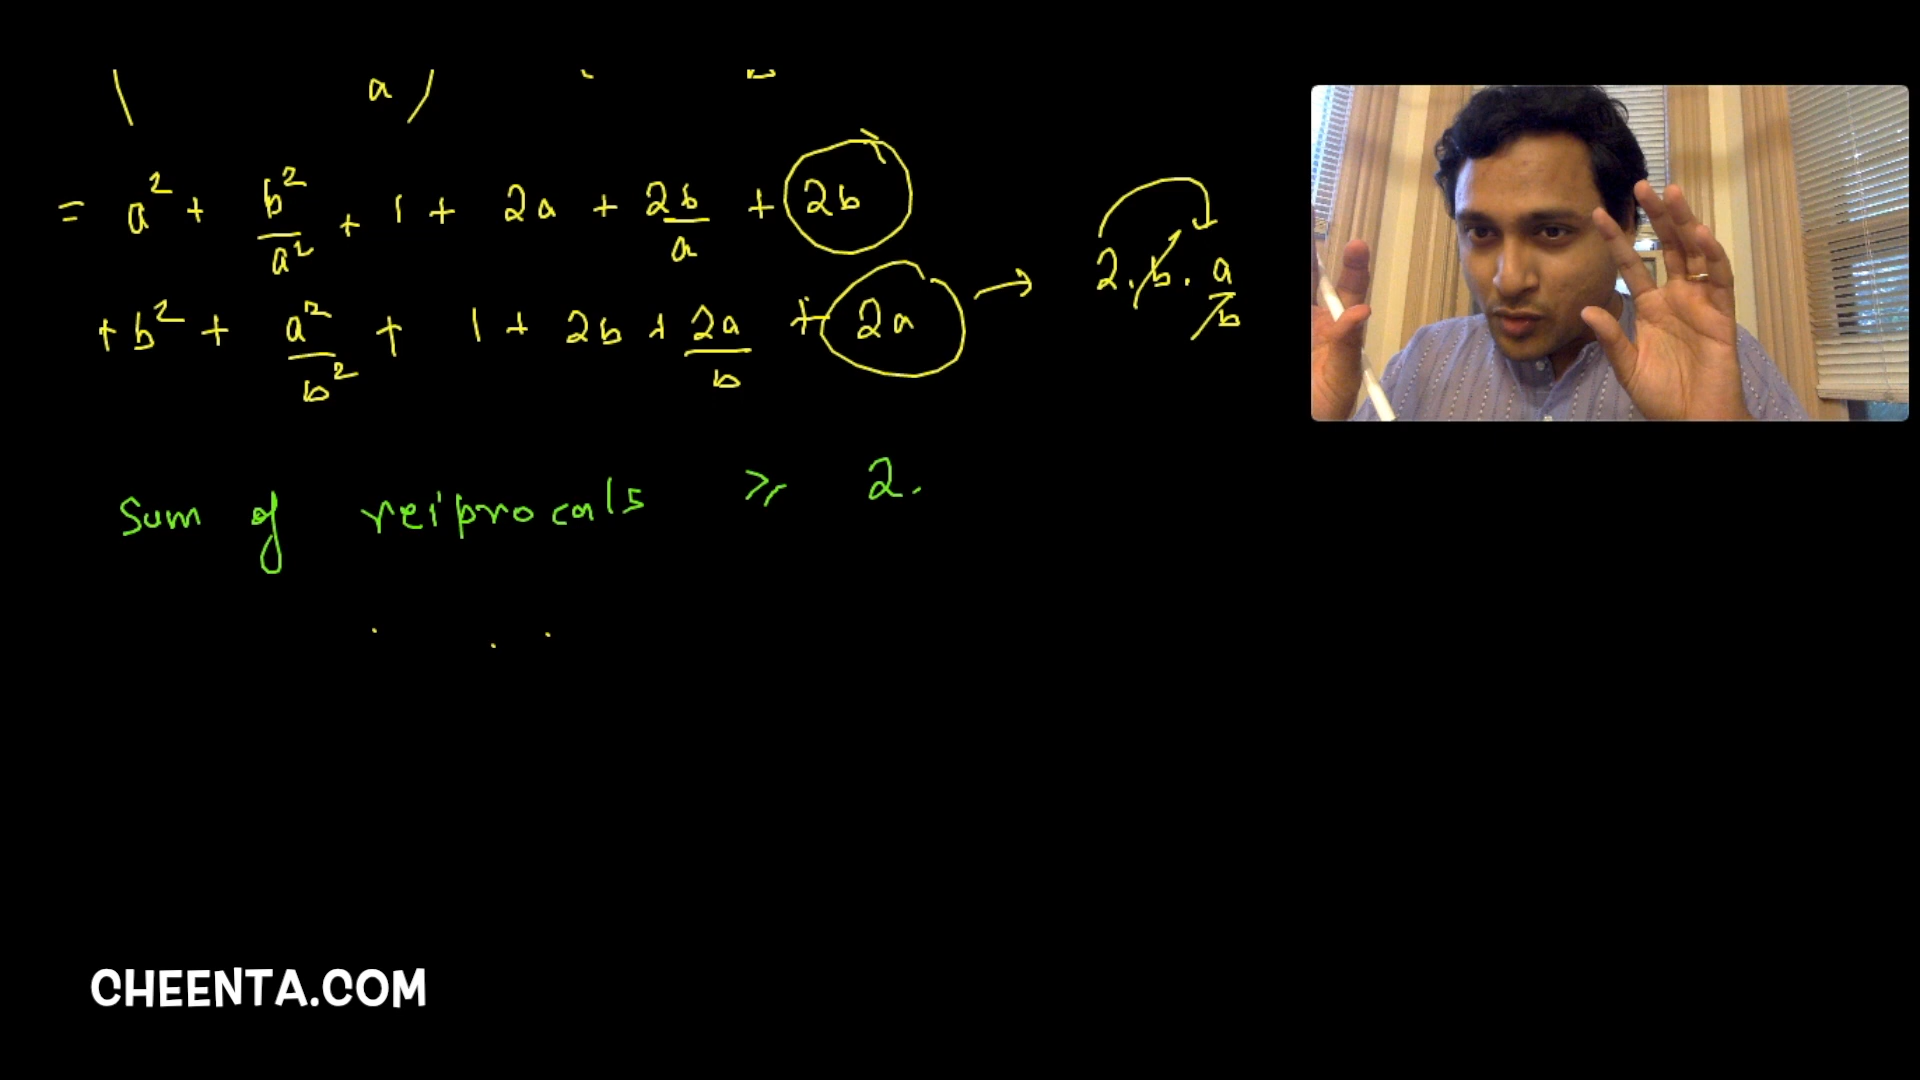 a )
= a² + b²/a² + 1 + 2a + 2b/a + 2b
+ b² + a²/b² + 1 + 2b + 2a/b + 2a → 2 . b . a/b
Sum of reiprocals ≥ 2.
CHEENTA.COM